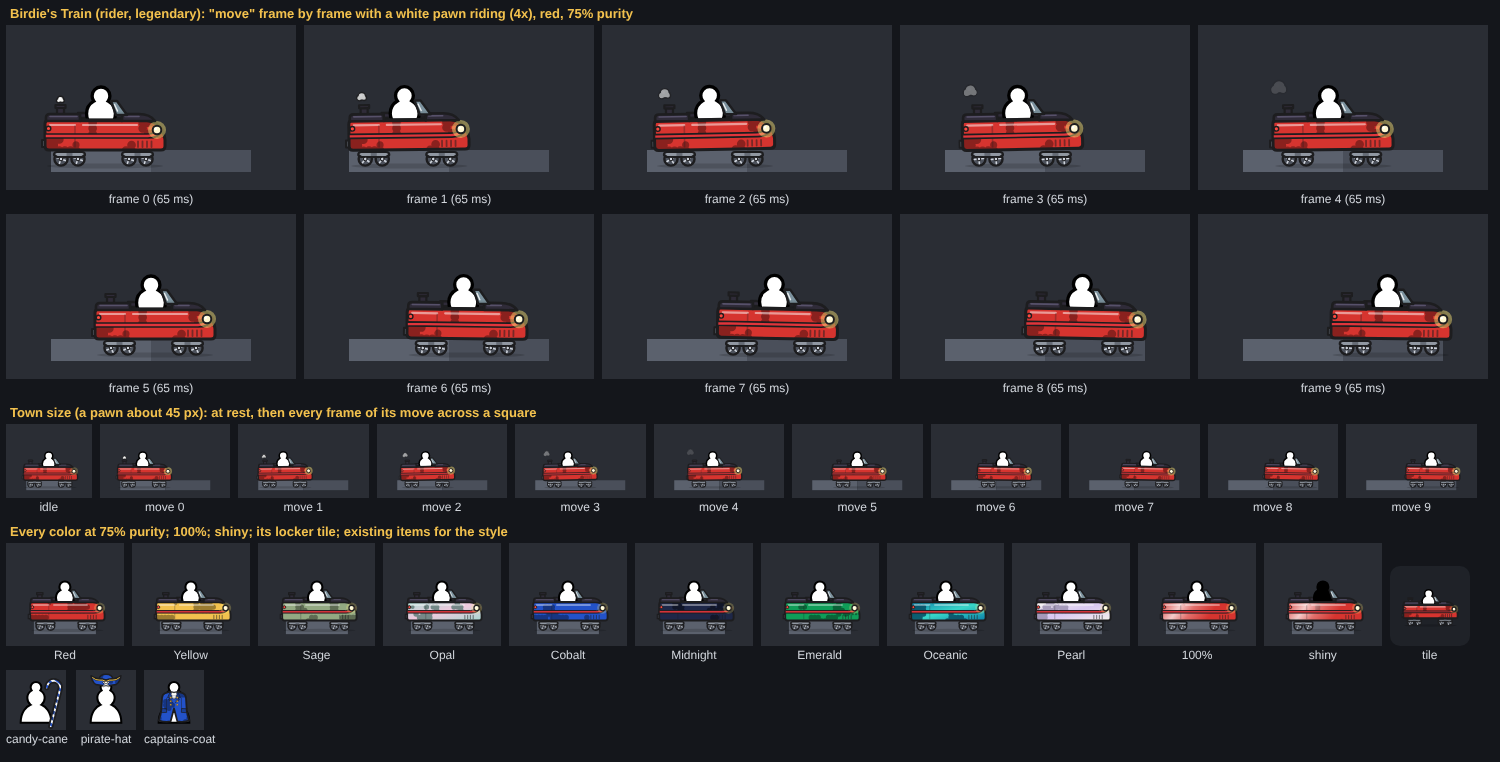 Birdie's Train (rider, legendary): "move" frame by frame with a white pawn riding (4x), red, 75% purity
frame 0 (65 ms) frame 1 (65 ms) frame 2 (65 ms) frame 3 (65 ms) frame 4 (65 ms)
frame 5 (65 ms) frame 6 (65 ms) frame 7 (65 ms) frame 8 (65 ms) frame 9 (65 ms)
Town size (a pawn about 45 px): at rest, then every frame of its move across a square
idle move 0 move 1 move 2 move 3 move 4 move 5 move 6 move 7 move 8 move 9
Every color at 75% purity; 100%; shiny; its locker tile; existing items for the style
Red Yellow Sage Opal Cobalt Midnight Emerald Oceanic Pearl 100% shiny tile
candy-cane pirate-hat captains-coat